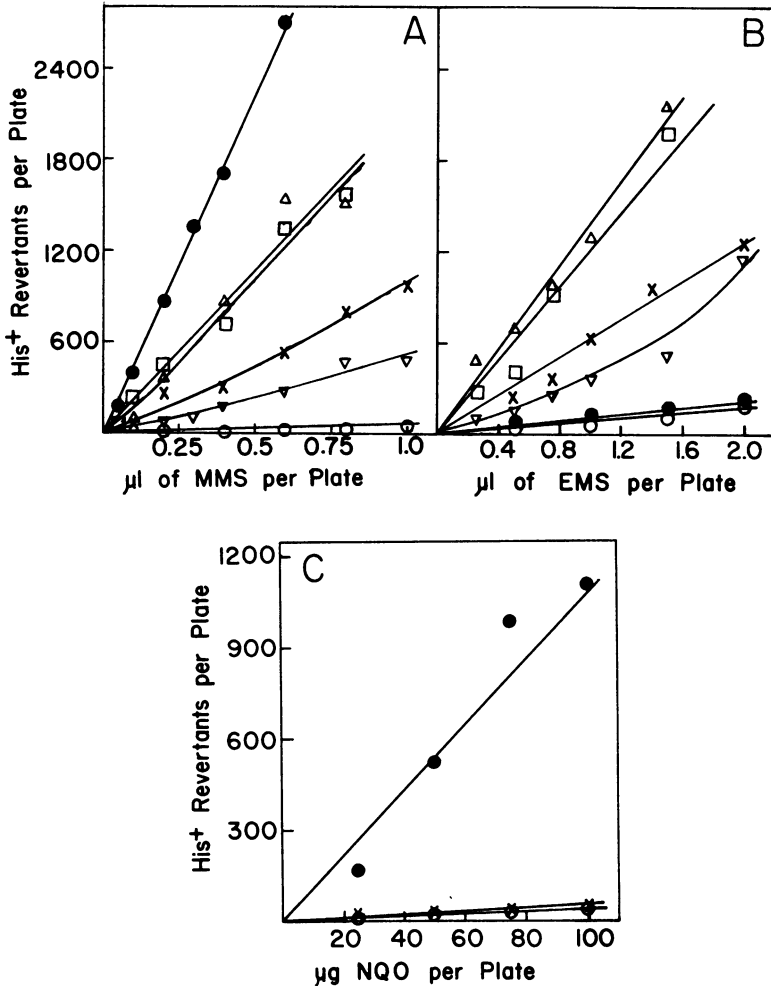 A
B
2400
1800
1200
600
His+ Revertants per Plate
0.25 0.5 0.75 1.0
0.4 0.8 1.2 1.6 2.0
µl of MMS per Plate
µl of EMS per Plate
C
1200
900
600
300
His+ Revertants per Plate
20 40 60 80 100
µg NQO per Plate